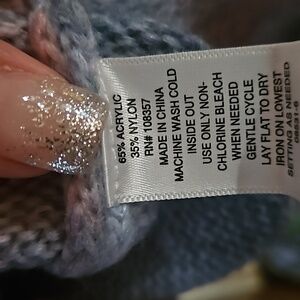 65% ACRYLIC
35% NYLON
RN# 108357
MADE IN CHINA
MACHINE WASH COLD
INSIDE OUT
USE ONLY NON-
CHLORINE BLEACH
WHEN NEEDED
GENTLE CYCLE
LAY FLAT TO DRY
IRON ON LOWEST
SETTING AS NEEDED